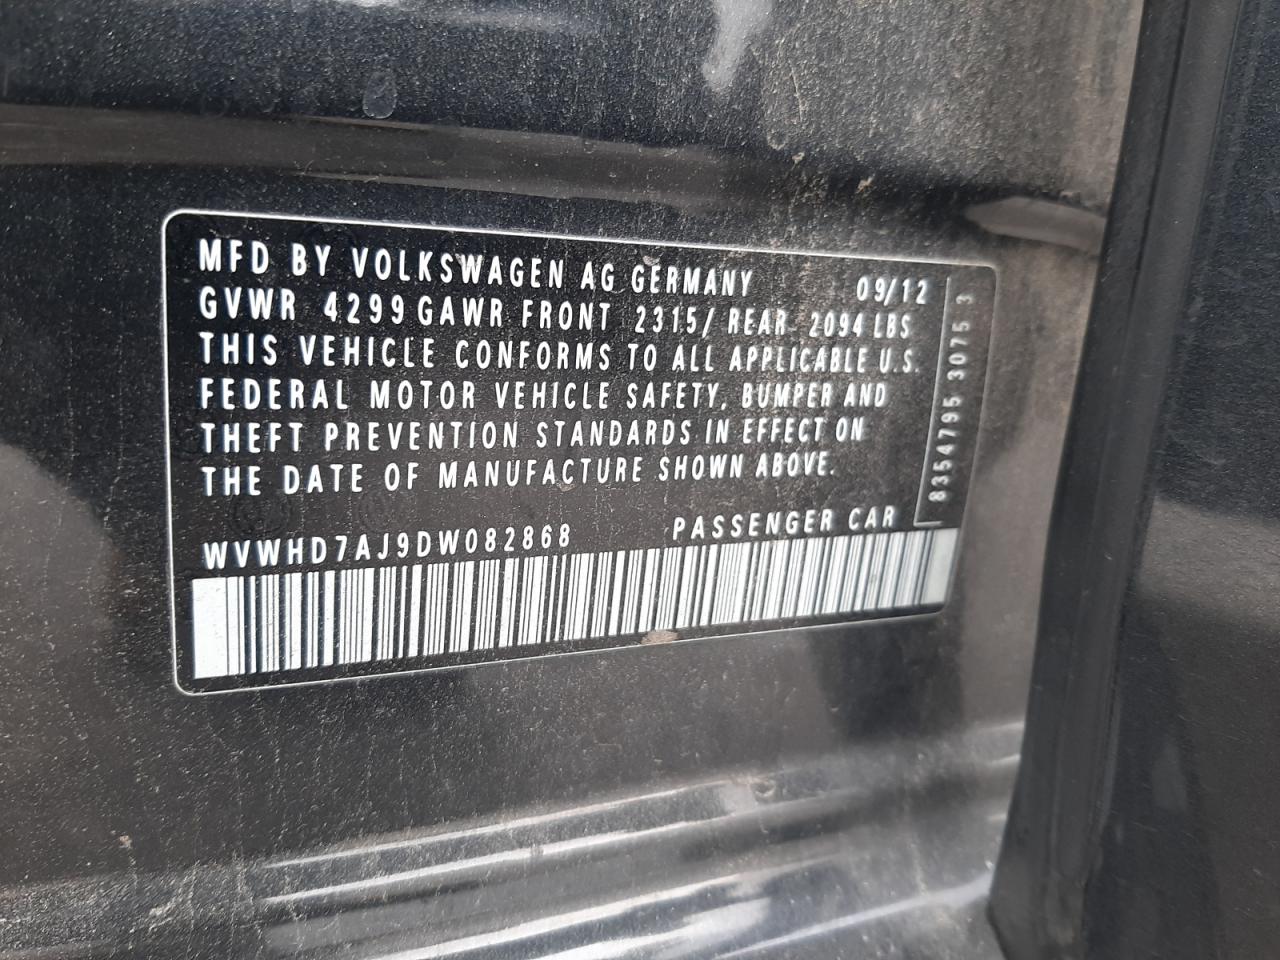 MFD BY VOLKSWAGEN AG GERMANY 09/12
GVWR 4299 GAWR FRONT 2315/ REAR 2094 LBS
THIS VEHICLE CONFORMS TO ALL APPLICABLE U.S.
FEDERAL MOTOR VEHICLE SAFETY, BUMPER AND
THEFT PREVENTION STANDARDS IN EFFECT ON
THE DATE OF MANUFACTURE SHOWN ABOVE.
WVWHD7AJ9DW082868 PASSENGER CAR
8354795 3075 3